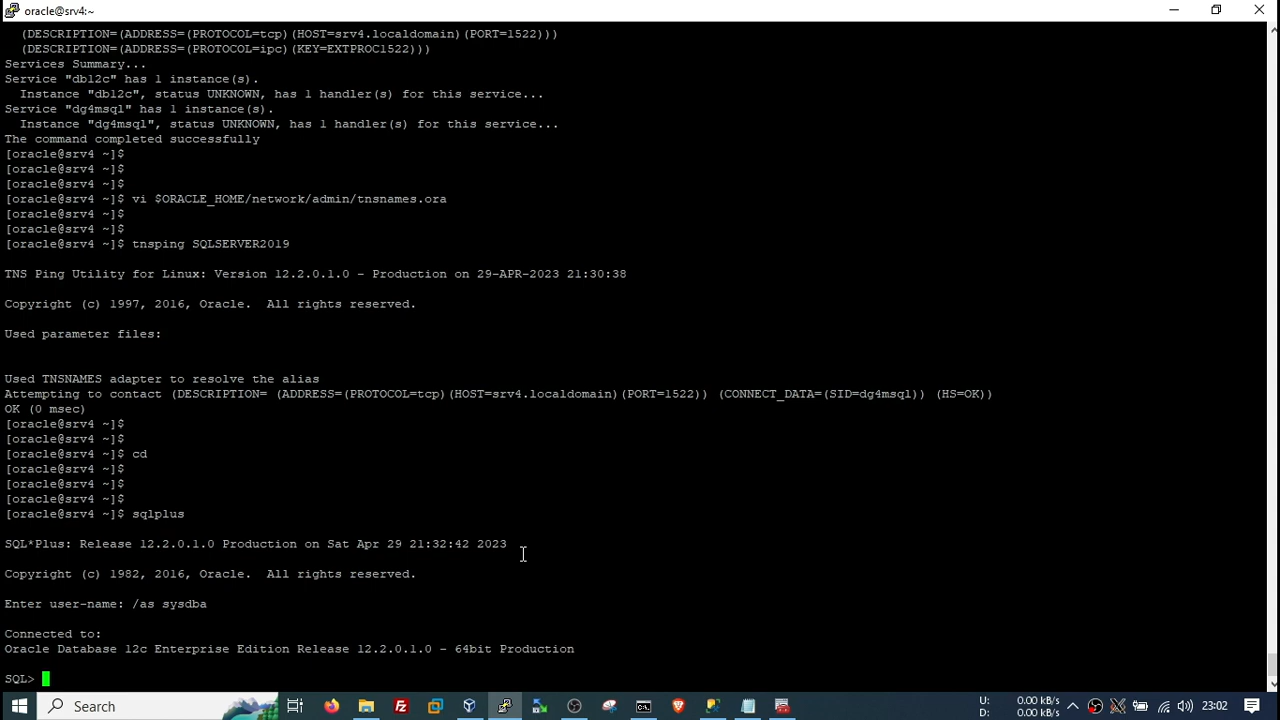 oracle@srv4:~
(DESCRIPTION=(ADDRESS=(PROTOCOL=tcp)(HOST=srv4.localdomain)(PORT=1522)))
(DESCRIPTION=(ADDRESS=(PROTOCOL=ipc)(KEY=EXTPROC1522)))
Services Summary...
Service "db12c" has 1 instance(s).
Instance "db12c", status UNKNOWN, has 1 handler(s) for this service...
Service "dg4msql" has 1 instance(s).
Instance "dg4msql", status UNKNOWN, has 1 handler(s) for this service...
The command completed successfully
[oracle@srv4 ~]$
[oracle@srv4 ~]$
[oracle@srv4 ~]$
[oracle@srv4 ~]$ vi $ORACLE_HOME/network/admin/tnsnames.ora
[oracle@srv4 ~]$
[oracle@srv4 ~]$
[oracle@srv4 ~]$ tnsping SQLSERVER2019
TNS Ping Utility for Linux: Version 12.2.0.1.0 - Production on 29-APR-2023 21:30:38
Copyright (c) 1997, 2016, Oracle.  All rights reserved.
Used parameter files:
Used TNSNAMES adapter to resolve the alias
Attempting to contact (DESCRIPTION= (ADDRESS=(PROTOCOL=tcp)(HOST=srv4.localdomain)(PORT=1522)) (CONNECT_DATA=(SID=dg4msql)) (HS=OK))
OK (0 msec)
[oracle@srv4 ~]$
[oracle@srv4 ~]$
[oracle@srv4 ~]$ cd
[oracle@srv4 ~]$
[oracle@srv4 ~]$
[oracle@srv4 ~]$
[oracle@srv4 ~]$ sqlplus
SQL*Plus: Release 12.2.0.1.0 Production on Sat Apr 29 21:32:42 2023
Copyright (c) 1982, 2016, Oracle.  All rights reserved.
Enter user-name: /as sysdba
Connected to:
Oracle Database 12c Enterprise Edition Release 12.2.0.1.0 - 64bit Production
SQL>
Search
U: 0.00 kB/s
D: 0.00 kB/s
23:02